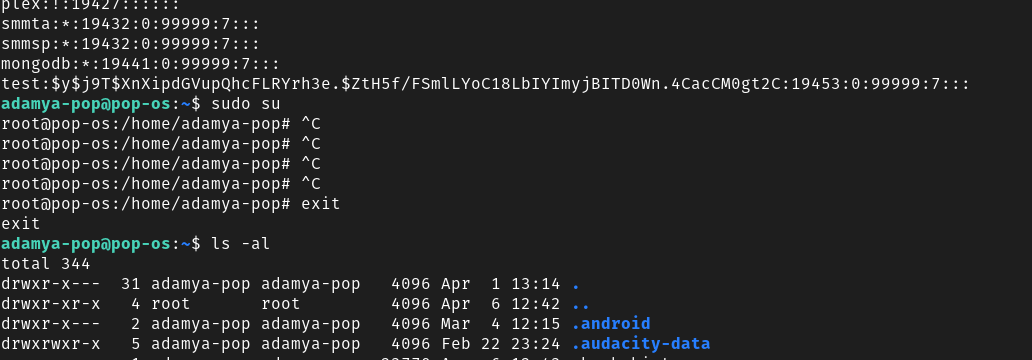 plex:!:19427::::::
smmta:*:19432:0:99999:7:::
smmsp:*:19432:0:99999:7:::
mongodb:*:19441:0:99999:7:::
test:$y$j9T$XnXipdGVupQhcFLRYrh3e.$ZtH5f/FSmlLYoC18LbIYImyjBITD0Wn.4CacCM0gt2C:19453:0:99999:7:::
adamya-pop@pop-os:~$ sudo su
root@pop-os:/home/adamya-pop# ^C
root@pop-os:/home/adamya-pop# ^C
root@pop-os:/home/adamya-pop# ^C
root@pop-os:/home/adamya-pop# ^C
root@pop-os:/home/adamya-pop# exit
exit
adamya-pop@pop-os:~$ ls -al
total 344
drwxr-x--- 31 adamya-pop adamya-pop 4096 Apr 1 13:14 .
drwxr-xr-x 4 root root 4096 Apr 6 12:42 ..
drwxr-x--- 2 adamya-pop adamya-pop 4096 Mar 4 12:15 .android
drwxrwxr-x 5 adamya-pop adamya-pop 4096 Feb 22 23:24 .audacity-data